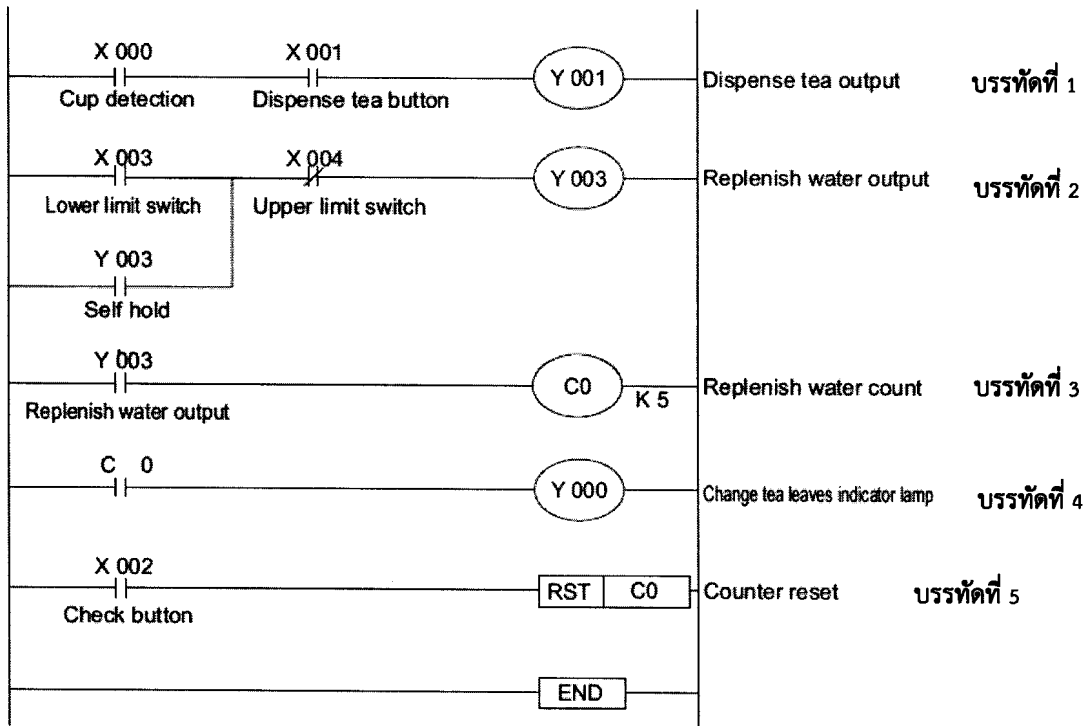 X 000 X 001
Y 001 Dispense tea output บรรทัดที่ 1
Cup detection Dispense tea button
X 003 X 004
Y 003 Replenish water output บรรทัดที่ 2
Lower limit switch Upper limit switch
Y 003
Self hold
Y 003
C0 K 5 Replenish water count บรรทัดที่ 3
Replenish water output
C 0
Y 000 Change tea leaves indicator lamp บรรทัดที่ 4
X 002
RST C0 Counter reset บรรทัดที่ 5
Check button
END